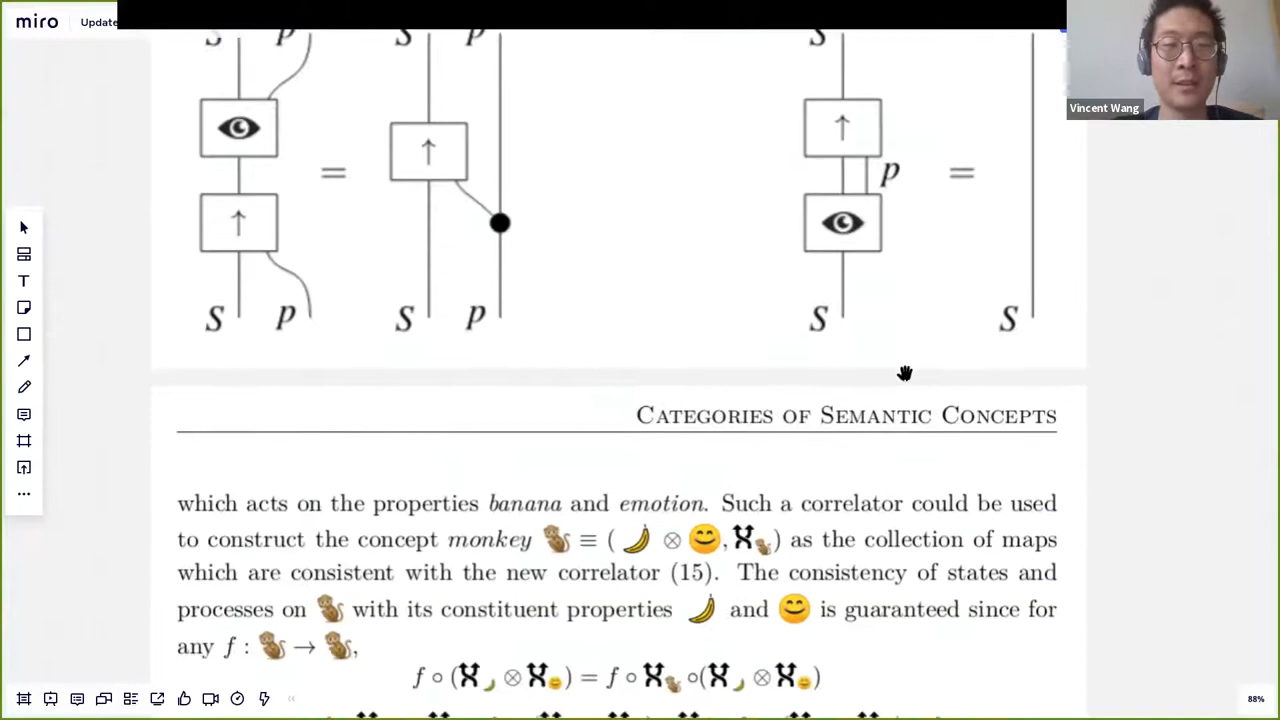 miro
Update
Vincent Wang
S p S p S
↑ ↑
p
= =
↑
S p S p S S
CATEGORIES OF SEMANTIC CONCEPTS
which acts on the properties banana and emotion. Such a correlator could be used
to construct the concept monkey 🐒 ≡ ( 🍌 ⊗ 😊, 🐒) as the collection of maps
which are consistent with the new correlator (15). The consistency of states and
processes on 🐒 with its constituent properties 🍌 and 😊 is guaranteed since for
any f : 🐒 → 🐒,
f ∘ (🍌 ⊗ 😊) = f ∘ 🐒 ∘(🍌 ⊗ 😊)
T
88%